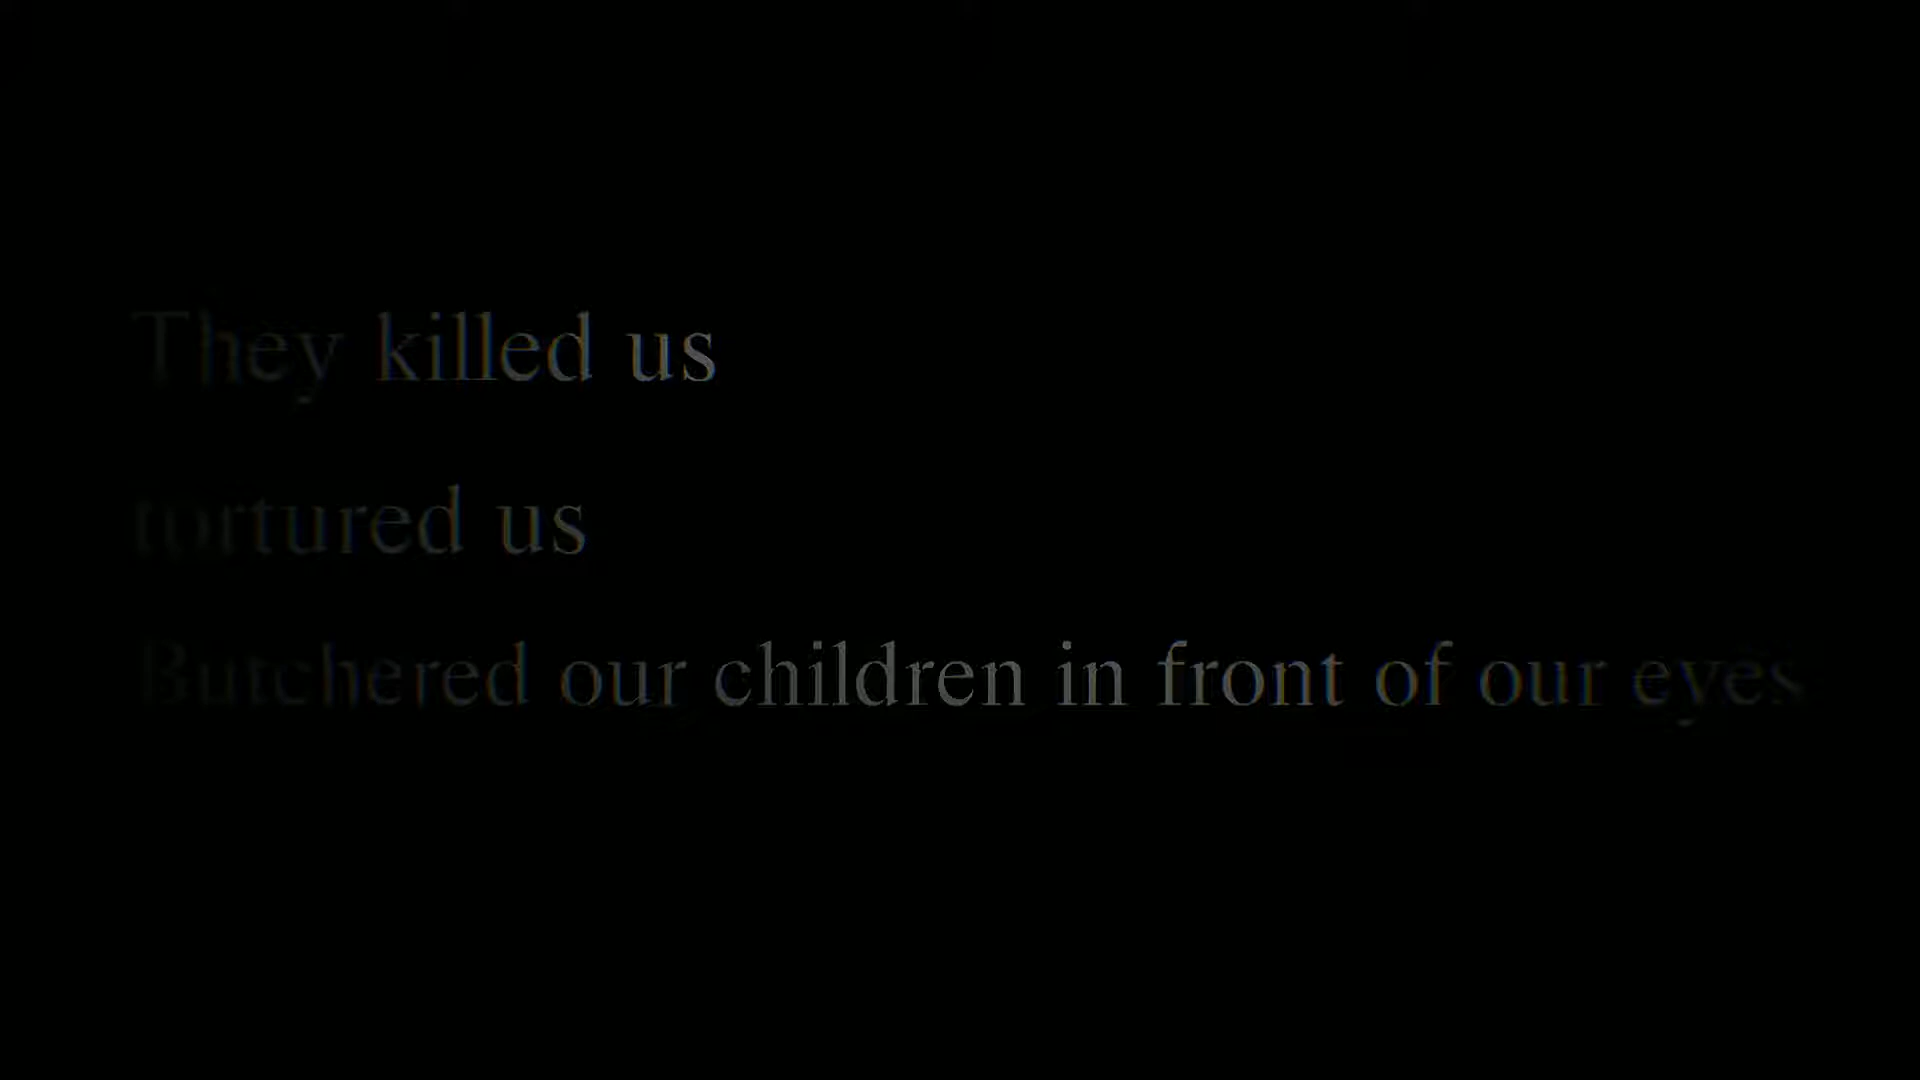 They killed us
tortured us
Butchered our children in front of our eyes